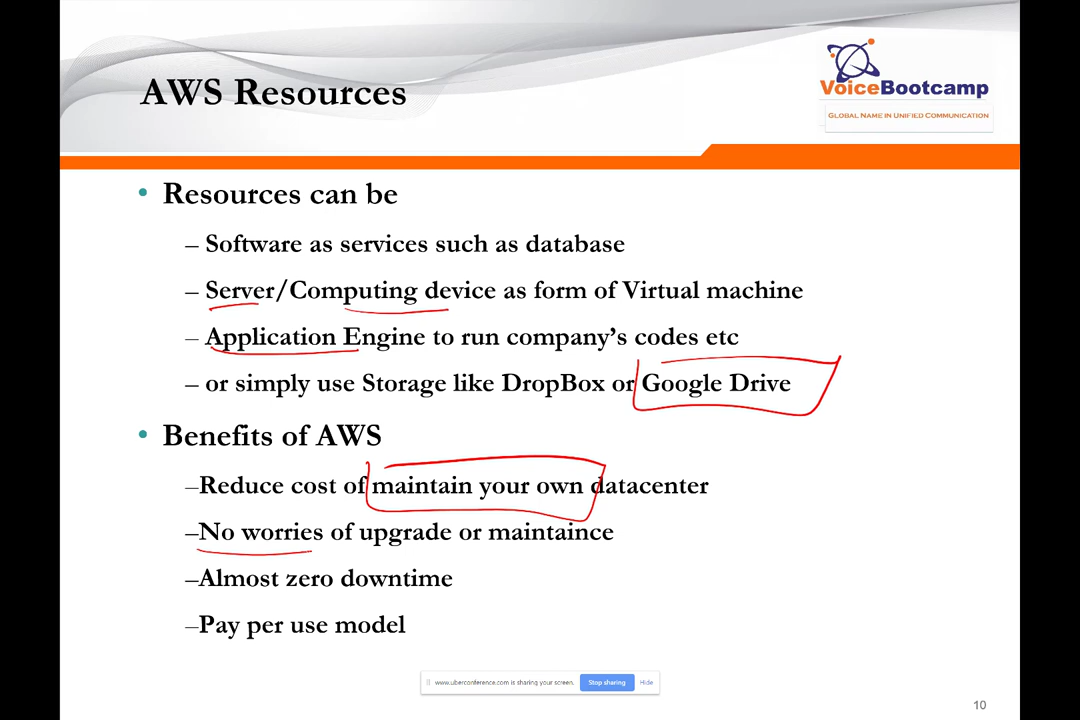 AWS Resources
VoiceBootcamp
GLOBAL NAME IN UNIFIED COMMUNICATION
• Resources can be
– Software as services such as database
– Server/Computing device as form of Virtual machine
– Application Engine to run company's codes etc
– or simply use Storage like DropBox or Google Drive
• Benefits of AWS
–Reduce cost of maintain your own datacenter
–No worries of upgrade or maintaince
–Almost zero downtime
–Pay per use model
www.uberconference.com is sharing your screen. Stop sharing Hide
10